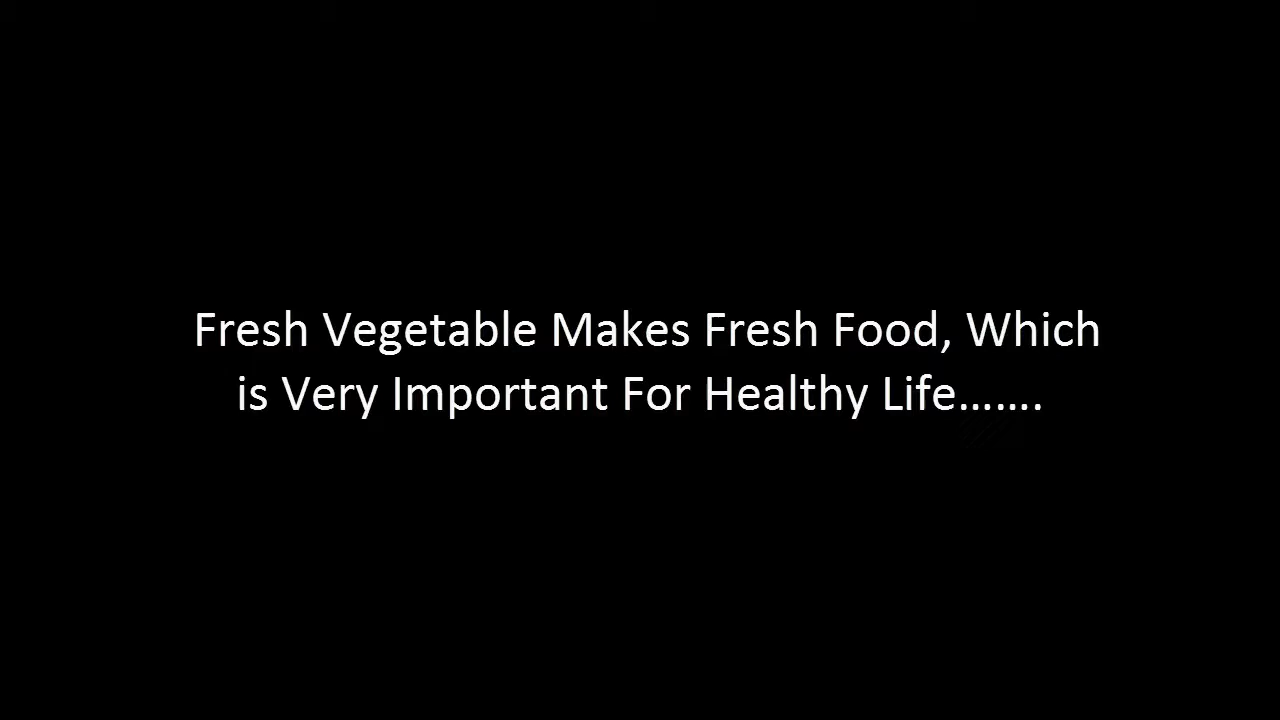 Fresh Vegetable Makes Fresh Food, Which
is Very Important For Healthy Life…….